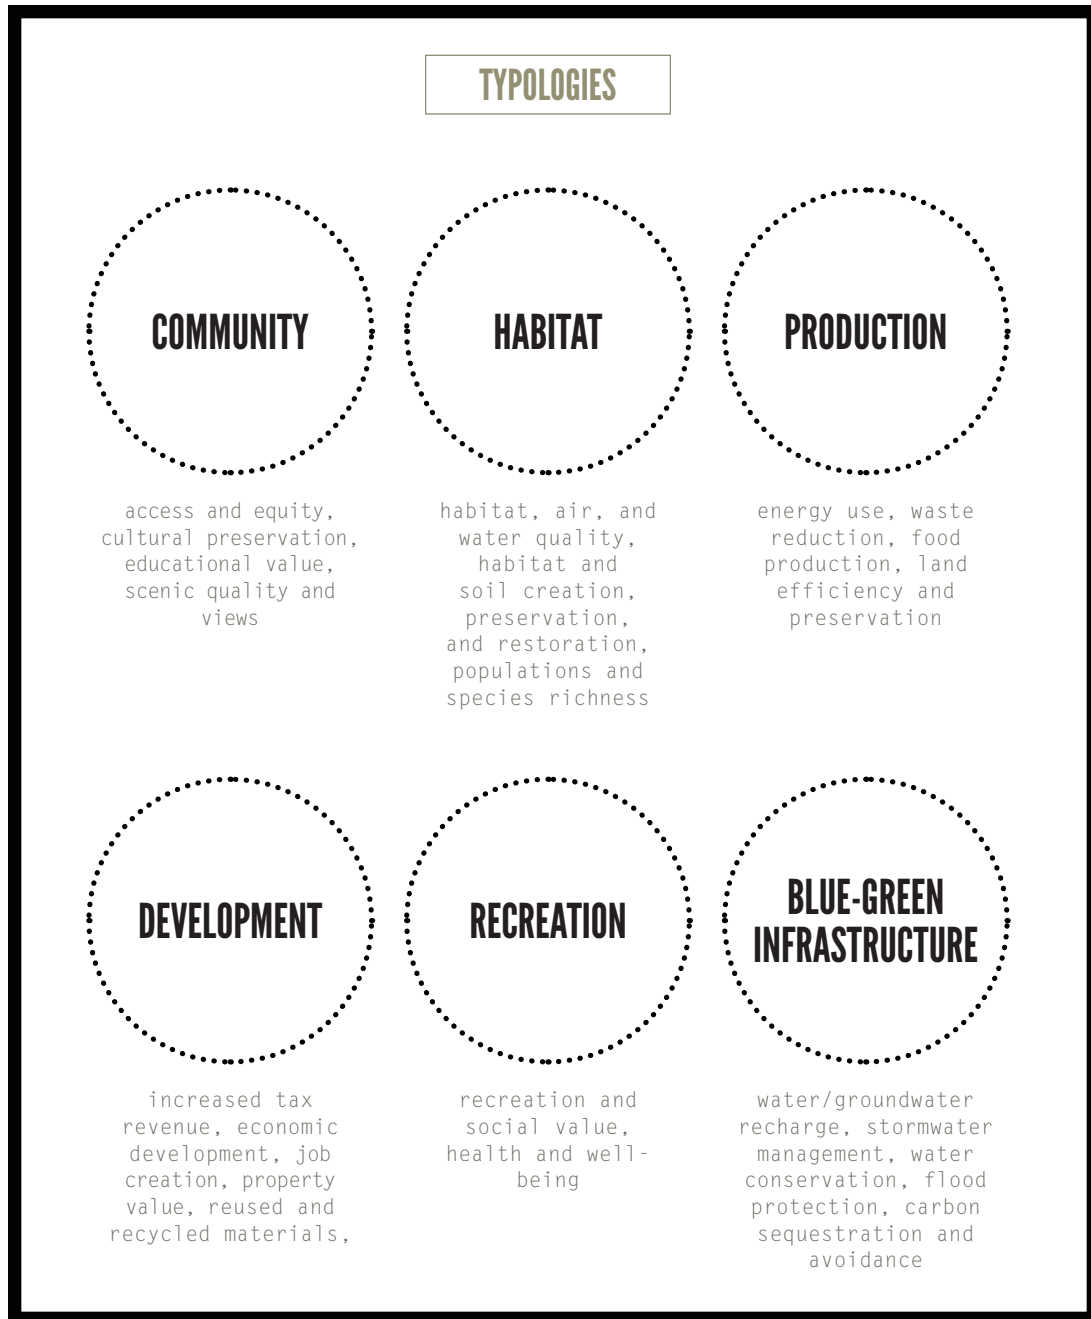 TYPOLOGIES
COMMUNITY
access and equity,
cultural preservation,
educational value,
scenic quality and
views
HABITAT
habitat, air, and
water quality,
habitat and
soil creation,
preservation,
and restoration,
populations and
species richness
PRODUCTION
energy use, waste
reduction, food
production, land
efficiency and
preservation
DEVELOPMENT
increased tax
revenue, economic
development, job
creation, property
value, reused and
recycled materials,
RECREATION
recreation and
social value,
health and well-
being
BLUE-GREEN
INFRASTRUCTURE
water/groundwater
recharge, stormwater
management, water
conservation, flood
protection, carbon
sequestration and
avoidance